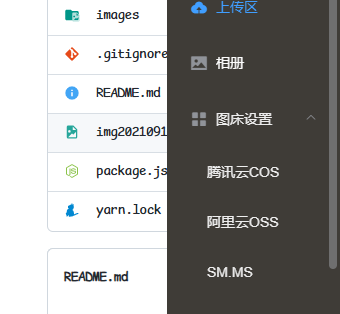 images
.gitignore
README.md
img2021091
package.js
yarn.lock
README.md
上传区
相册
图床设置
腾讯云COS
阿里云OSS
SM.MS